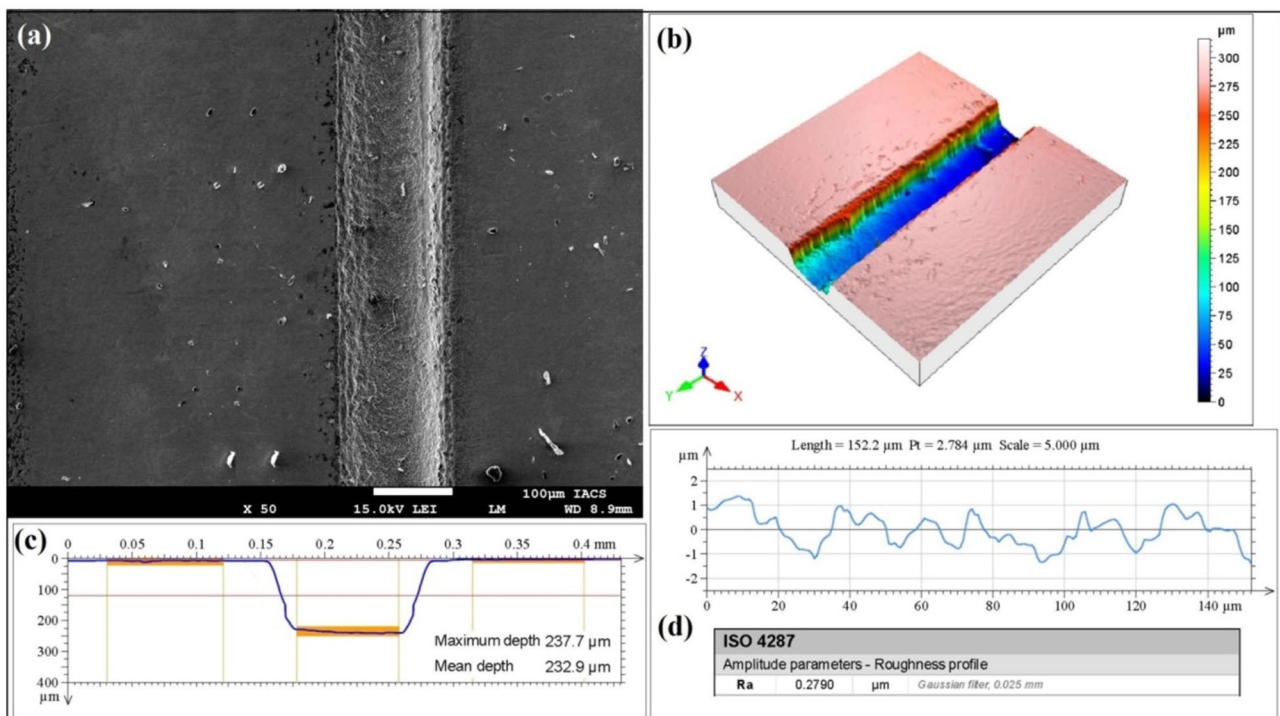 (a)
100µm IACS
X 50 15.0kV LEI LM WD 8.9mm
(b)
µm
300
275
250
225
200
175
150
125
100
75
50
25
0
Z
Y
X
(c)
0 0.05 0.1 0.15 0.2 0.25 0.3 0.35 0.4 mm
0
100
200
300
400
µm
Maximum depth 237.7 µm
Mean depth 232.9 µm
Length = 152.2 µm Pt = 2.784 µm Scale = 5.000 µm
µm
2
1
0
-1
-2
0 20 40 60 80 100 120 140 µm
(d)
ISO 4287
Amplitude parameters - Roughness profile
Ra 0.2790 µm Gaussian filter, 0.025 mm